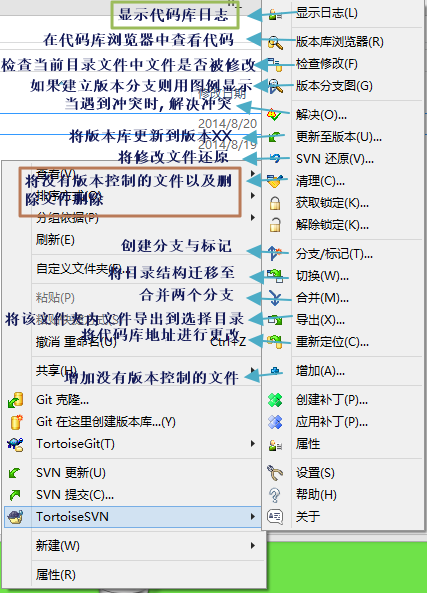 显示代码库日志
显示日志(L)
在代码库浏览器中查看代码
版本库浏览器(R)
检查当前目录文件中文件是否被修改
检查修改(F)
如果建立版本分支则用图例显示
版本分支图(G)
修改日期
当遇到冲突时,解决冲突
解决(O)...
2014/8/20
将版本库更新到版本XX
更新至版本(U)...
2014/8/19
将修改文件还原
SVN 还原(V)...
查看(V)
将没有版本控制的文件以及删
除文件删除
清理(C)...
排序方式(O)
获取锁定(K)...
分组依据(P)
解除锁定(K)...
刷新(E)
创建分支与标记
分支/标记(T)...
自定义文件夹(F)...
将目录结构迁移至
切换(W)...
粘贴(P)
合并两个分支
合并(M)...
将该文件夹内文件导出到选择目录
导出(X)...
将代码库地址进行更改
撤消 重命名(U)
Ctrl+Z
重新定位(C)...
共享(H)
增加没有版本控制的文件
增加(A)...
Git 克隆...
创建补丁(P)...
Git 在这里创建版本库...(Y)
应用补丁(P)...
TortoiseGit(T)
属性
SVN 更新(U)
设置(S)
SVN 提交(C)...
帮助(H)
TortoiseSVN
关于
新建(W)
属性(R)